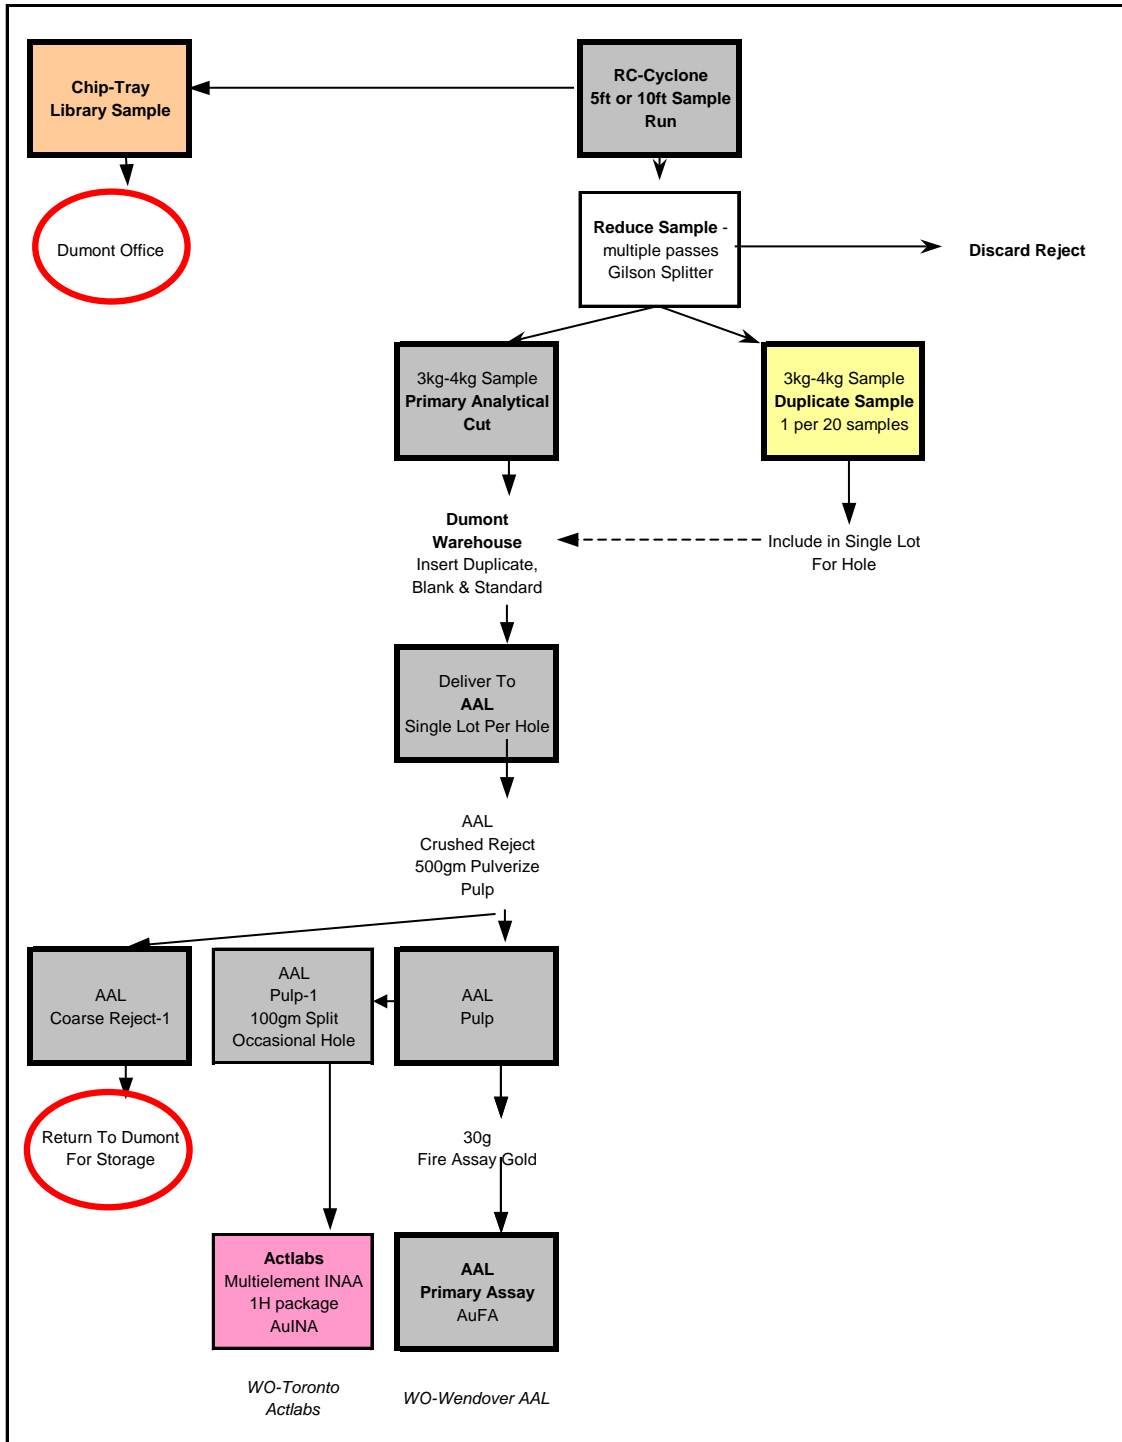 Chip-Tray
Library Sample
RC-Cyclone
5ft or 10ft Sample
Run
Dumont Office
Reduce Sample -
multiple passes
Gilson Splitter
Discard Reject
3kg-4kg Sample
Primary Analytical
Cut
3kg-4kg Sample
Duplicate Sample
1 per 20 samples
Dumont
Warehouse
Insert Duplicate,
Blank & Standard
Include in Single Lot
For Hole
Deliver To
AAL
Single Lot Per Hole
AAL
Crushed Reject
500gm Pulverize
Pulp
AAL
Coarse Reject-1
AAL
Pulp-1
100gm Split
Occasional Hole
AAL
Pulp
Return To Dumont
For Storage
30g
Fire Assay Gold
Actlabs
Multielement INAA
1H package
AuINA
AAL
Primary Assay
AuFA
WO-Toronto
Actlabs
WO-Wendover AAL